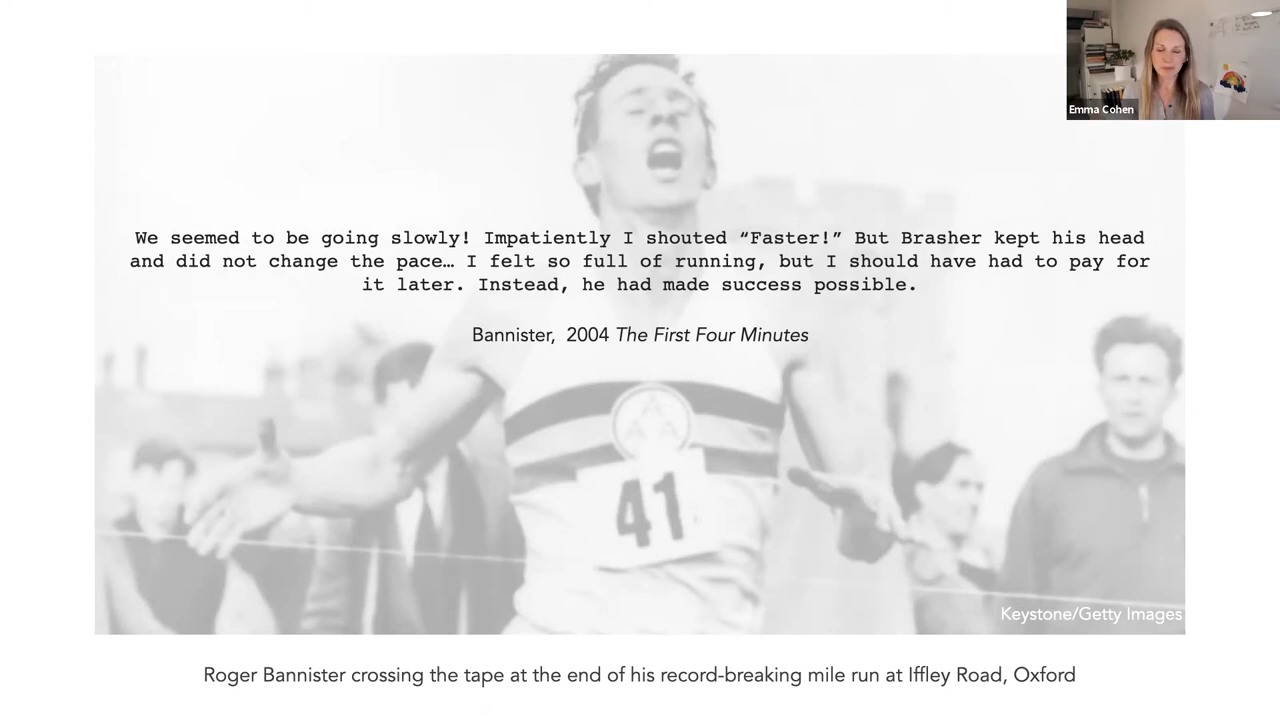 Emma Cohen
We seemed to be going slowly! Impatiently I shouted “Faster!” But Brasher kept his head
and did not change the pace… I felt so full of running, but I should have had to pay for
it later. Instead, he had made success possible.
Bannister, 2004 The First Four Minutes
41
Keystone/Getty Images
Roger Bannister crossing the tape at the end of his record-breaking mile run at Iffley Road, Oxford